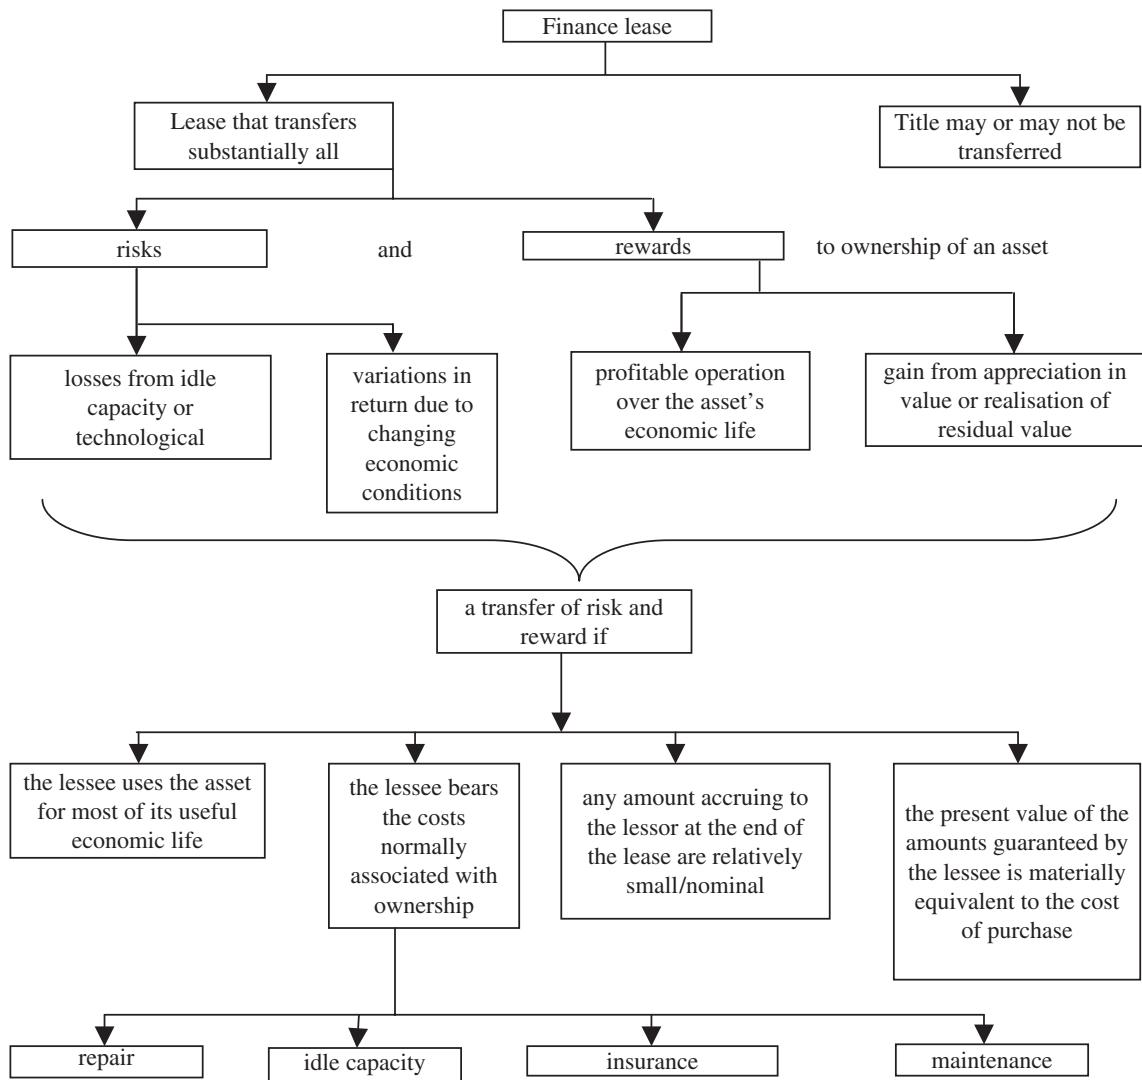 Finance lease
Lease that transfers
substantially all
Title may or may not be
transferred
risks
and
rewards
to ownership of an asset
losses from idle
capacity or
technological
variations in
return due to
changing
economic
conditions
profitable operation
over the asset's
economic life
gain from appreciation in
value or realisation of
residual value
a transfer of risk and
reward if
the lessee uses the asset
for most of its useful
economic life
the lessee bears
the costs
normally
associated with
ownership
any amount accruing to
the lessor at the end of
the lease are relatively
small/nominal
the present value of the
amounts guaranteed by
the lessee is materially
equivalent to the cost
of purchase
repair
idle capacity
insurance
maintenance